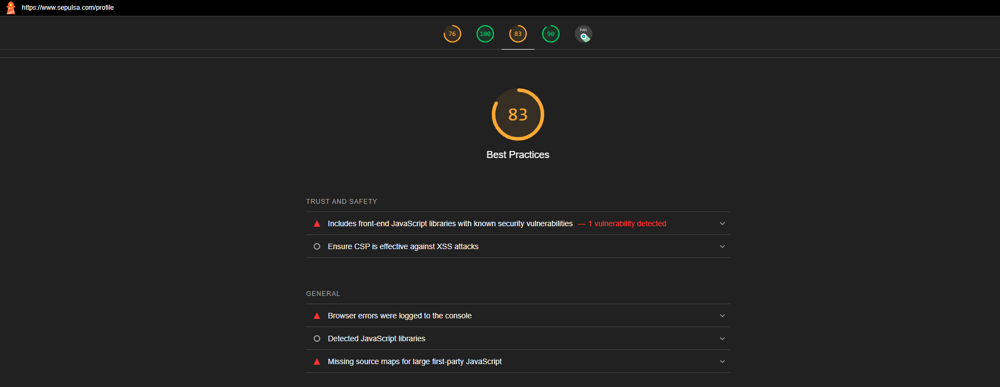 https://www.sepulsa.com/profile
76 100 83 90 PWA
83
Best Practices
TRUST AND SAFETY
Includes front-end JavaScript libraries with known security vulnerabilities — 1 vulnerability detected
Ensure CSP is effective against XSS attacks
GENERAL
Browser errors were logged to the console
Detected JavaScript libraries
Missing source maps for large first-party JavaScript